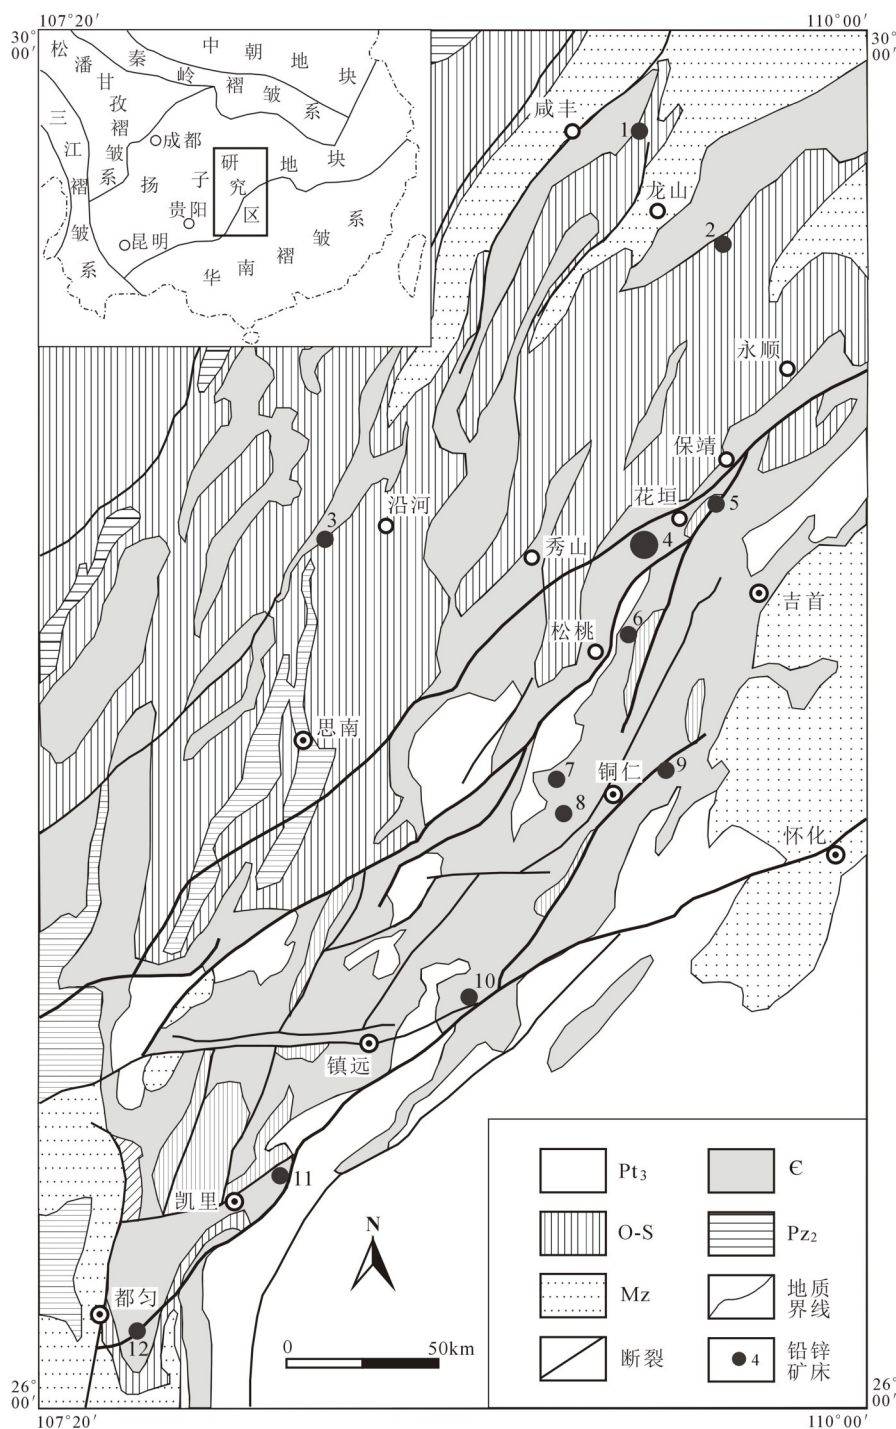 107°20′
110°00′
30°
00′
30°
00′
中朝地块
秦岭褶皱系
松潘甘孜褶皱系
三江褶皱系
成都
扬子地块
研究区
贵阳
昆明
华南褶皱系
咸丰
1
龙山
2
永顺
保靖
花垣
5
沿河
3
秀山
4
吉首
松桃
6
思南
7
铜仁
9
8
怀化
10
镇远
凯里
11
都匀
12
N
0
50km
Pt₃
Є
O-S
Pz₂
Mz
地质
界线
断裂
4
铅锌
矿床
26°
00′
26°
00′
107°20′
110°00′